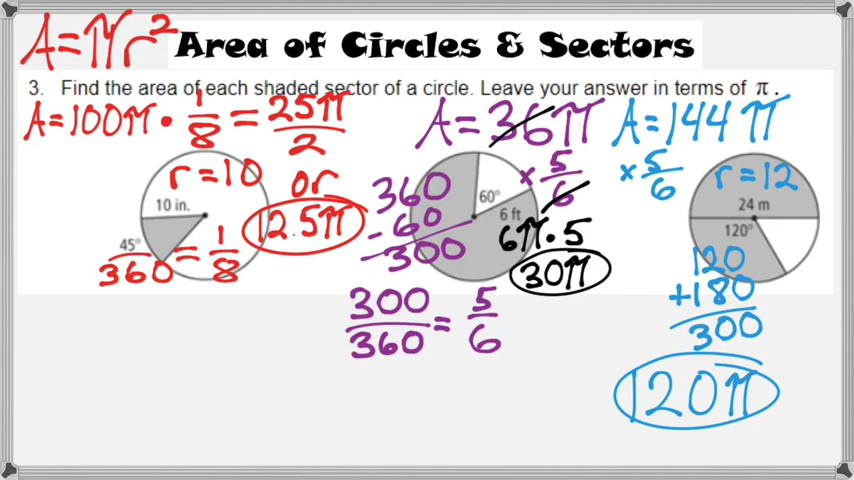 A=πr²
Area of Circles & Sectors
3. Find the area of each shaded sector of a circle. Leave your answer in terms of π.
A=100π • 1/8 = 25π/2
r=10
or
12.5π
10 in.
45°
45°/360 = 1/8
A=36π
× 5/6
360
- 60
300
60°
6 ft
6π • 5
30π
300/360 = 5/6
A=144π
× 5/6
r=12
24 m
120°
120
+180
300
120π